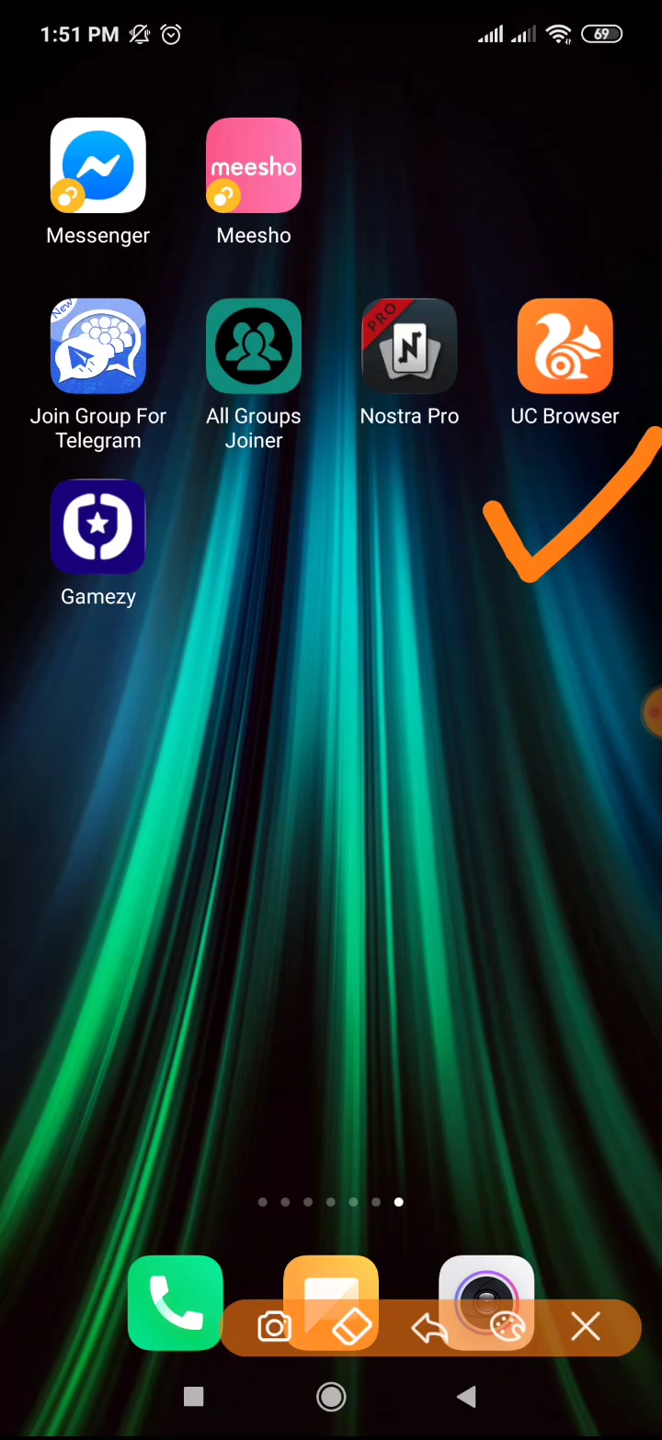 1:51 PM 69
meesho
Messenger Meesho
New PRO N
Join Group For Telegram All Groups Joiner Nostra Pro UC Browser
Gamezy